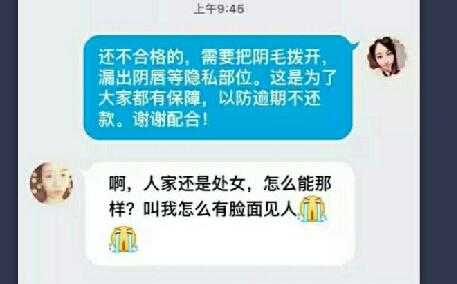 上午9:45
还不合格的，需要把阴毛拨开，
漏出阴唇等隐私部位。这是为了
大家都有保障，以防逾期不还
款。谢谢配合！
啊，人家还是处女，怎么能那
样？叫我怎么有脸面见人